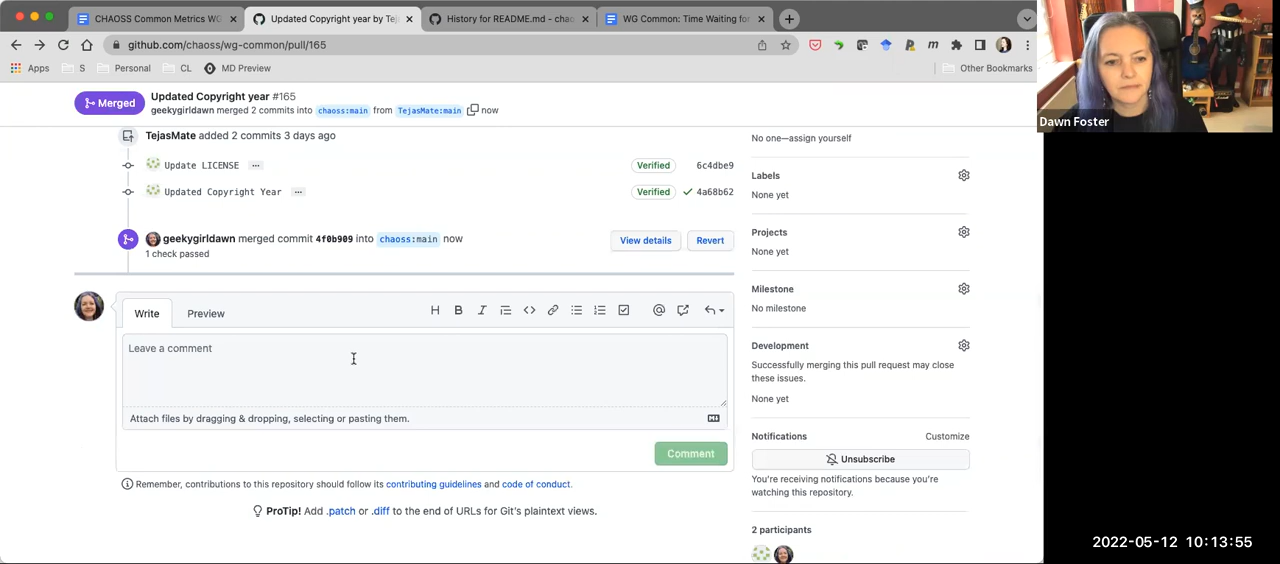 CHAOSS Common Metrics WG
Updated Copyright year by Tej
History for README.md - chao
WG Common: Time Waiting for
github.com/chaoss/wg-common/pull/165
Apps
S
Personal
CL
MD Preview
Other Bookmarks
Dawn Foster
Merged
Updated Copyright year #165
geekygirldawn merged 2 commits into chaoss:main from TejasMate:main now
TejasMate added 2 commits 3 days ago
Update LICENSE ...
Verified
6c4dbe9
Updated Copyright Year ...
Verified
4a68b62
geekygirldawn merged commit 4f0b909 into chaoss:main now
View details
Revert
1 check passed
Write
Preview
Leave a comment
Attach files by dragging & dropping, selecting or pasting them.
Comment
Remember, contributions to this repository should follow its contributing guidelines and code of conduct.
ProTip! Add .patch or .diff to the end of URLs for Git's plaintext views.
No one—assign yourself
Labels
None yet
Projects
None yet
Milestone
No milestone
Development
Successfully merging this pull request may close
these issues.
None yet
Notifications
Customize
Unsubscribe
You're receiving notifications because you're
watching this repository.
2 participants
2022-05-12 10:13:55